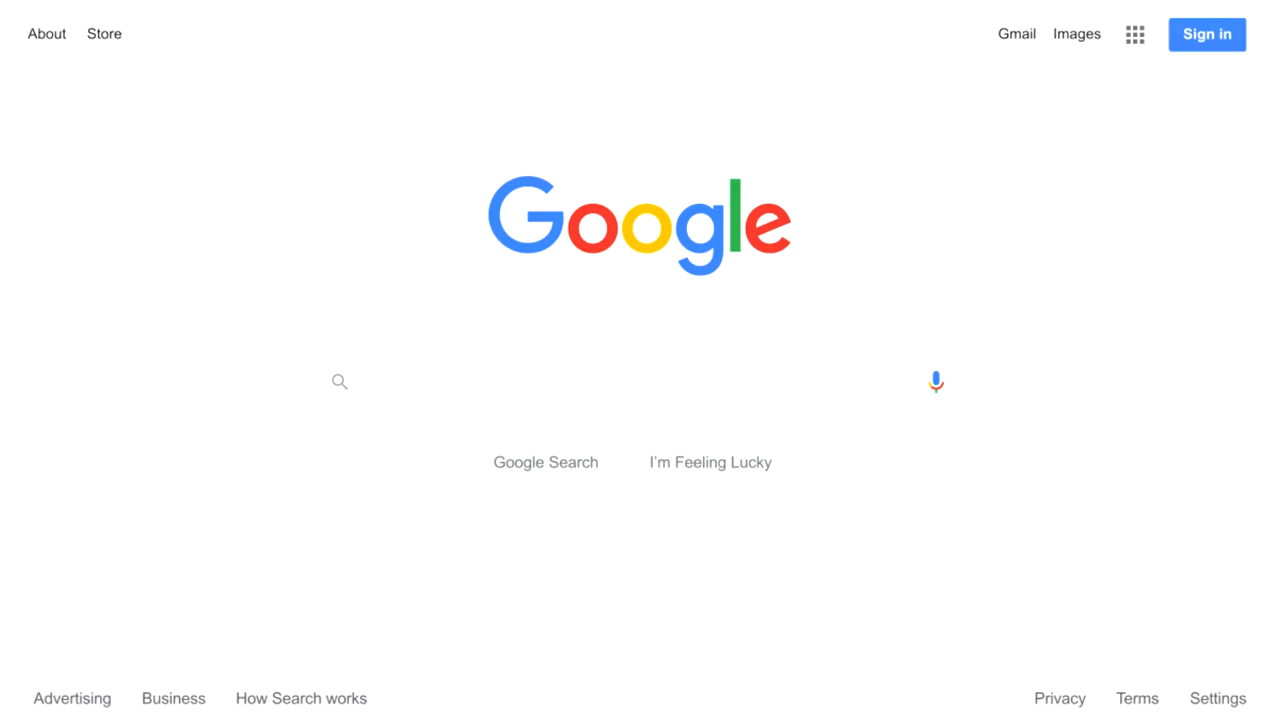 About Store Gmail Images Sign in
Google
Google Search I'm Feeling Lucky
Advertising Business How Search works Privacy Terms Settings